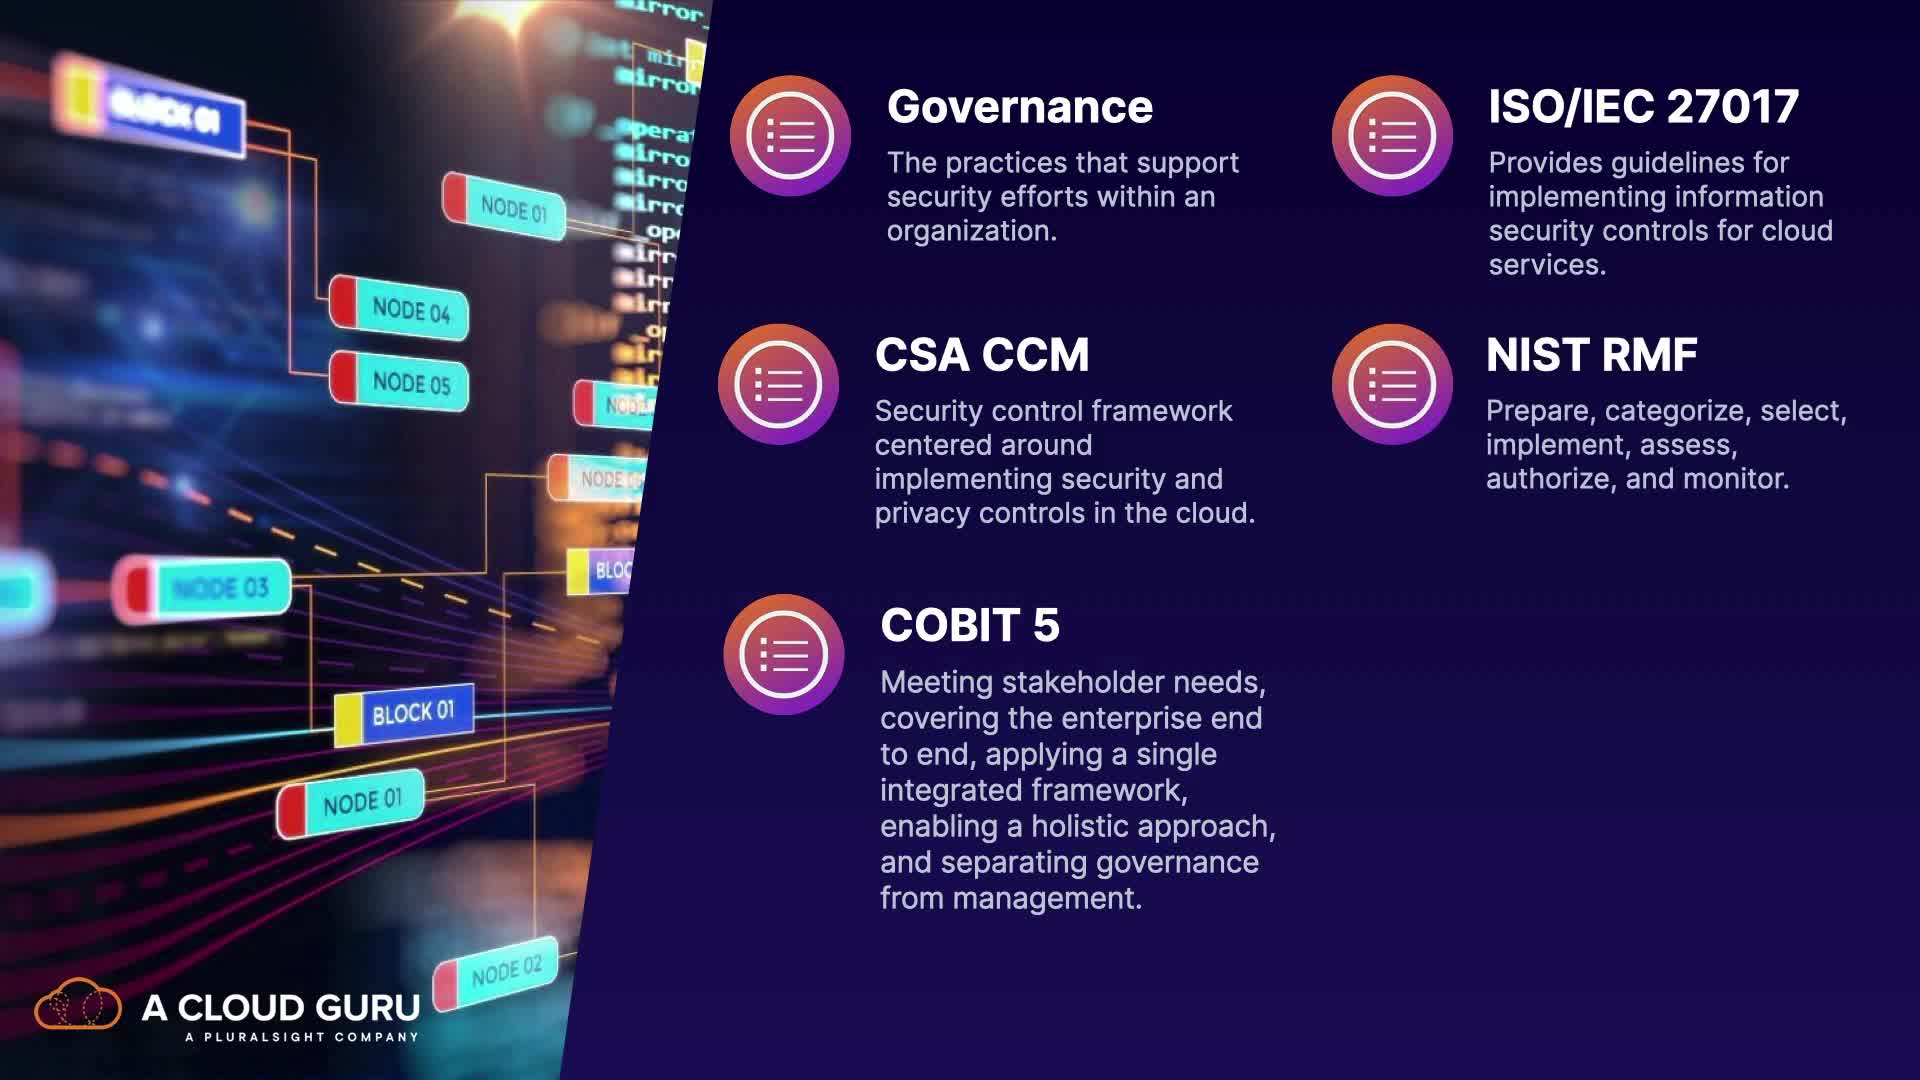 BLOCK 01
NODE 01
NODE 04
NODE 05
NODE 03
BLOCK 01
NODE 01
NODE 02
A CLOUD GURU
A PLURALSIGHT COMPANY
Governance
The practices that support
security efforts within an
organization.
ISO/IEC 27017
Provides guidelines for
implementing information
security controls for cloud
services.
CSA CCM
Security control framework
centered around
implementing security and
privacy controls in the cloud.
NIST RMF
Prepare, categorize, select,
implement, assess,
authorize, and monitor.
COBIT 5
Meeting stakeholder needs,
covering the enterprise end
to end, applying a single
integrated framework,
enabling a holistic approach,
and separating governance
from management.